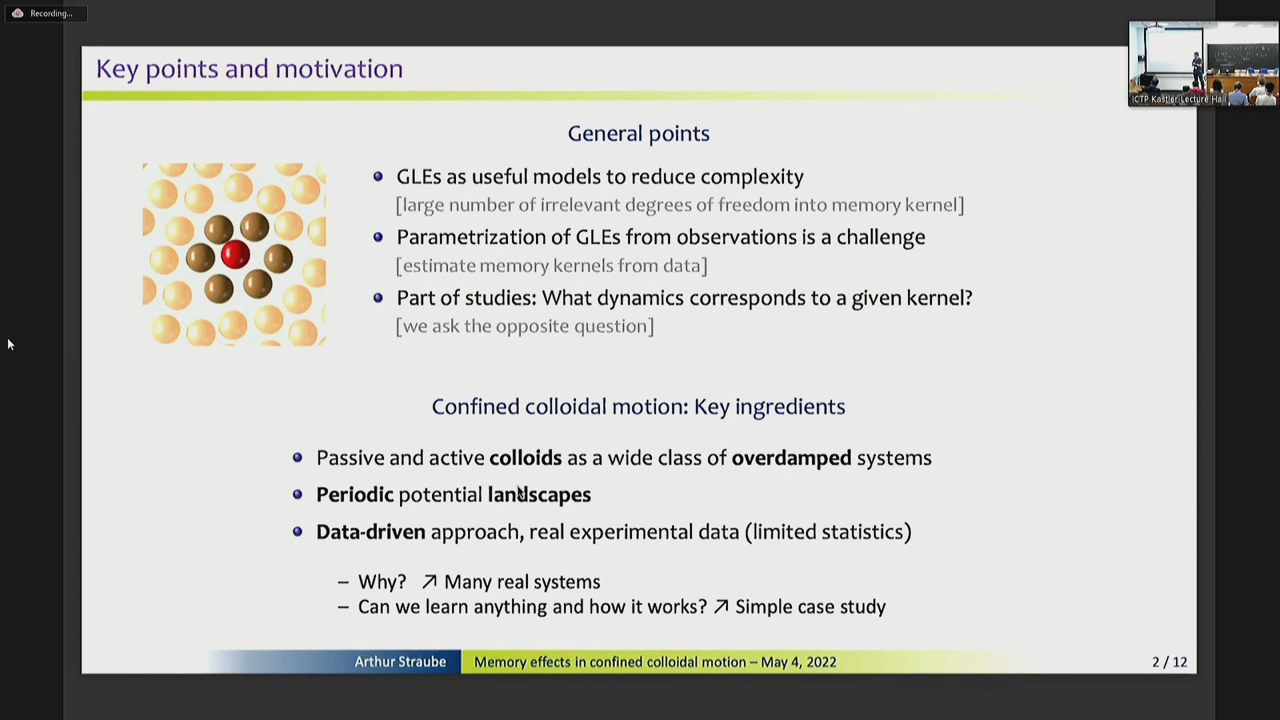 Recording...
Key points and motivation
ICTP Kastler Lecture Hall
General points
GLEs as useful models to reduce complexity
[large number of irrelevant degrees of freedom into memory kernel]
Parametrization of GLEs from observations is a challenge
[estimate memory kernels from data]
Part of studies: What dynamics corresponds to a given kernel?
[we ask the opposite question]
Confined colloidal motion: Key ingredients
Passive and active colloids as a wide class of overdamped systems
Periodic potential landscapes
Data-driven approach, real experimental data (limited statistics)
– Why? ↗ Many real systems
– Can we learn anything and how it works? ↗ Simple case study
Arthur Straube Memory effects in confined colloidal motion – May 4, 2022 2 / 12